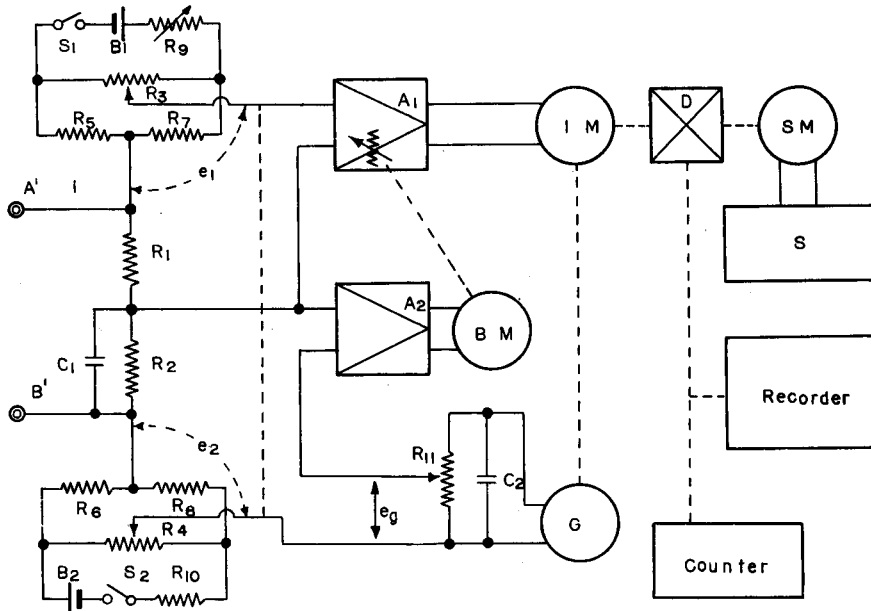 S1 B1 R9
R3
R5 R7
A1
I M
D
S M
e1
A' I
S
R1
A2
B M
C1 R2
B'
Recorder
e2
R11
C2
R6 R8
eg
G
R4
B2 S2 R10
Counter